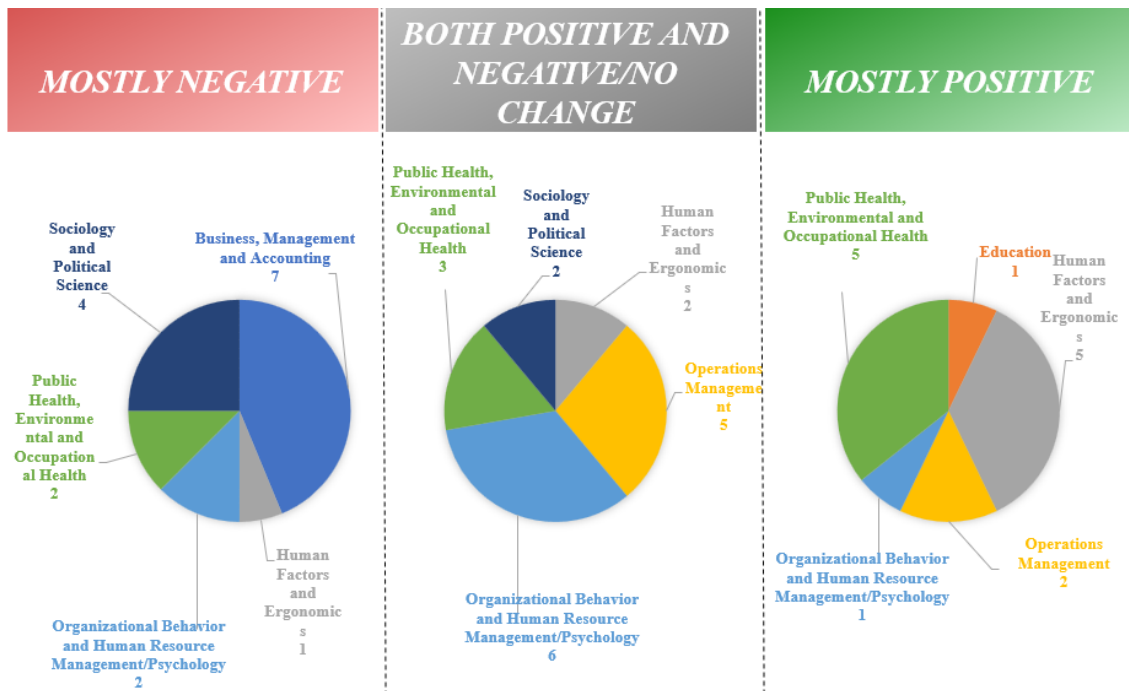 MOSTLY NEGATIVE
BOTH POSITIVE AND
NEGATIVE/NO
CHANGE
MOSTLY POSITIVE
Sociology
and
Political
Science
4
Business, Management
and Accounting
7
Public
Health,
Environme
ntal and
Occupation
al Health
2
Human
Factors
and
Ergonomic
s
1
Organizational Behavior
and Human Resource
Management/Psychology
2
Public Health,
Environmental
and
Occupational
Health
3
Sociology
and
Political
Science
2
Human
Factors
and
Ergonomic
s
2
Operations
Manageme
nt
5
Organizational Behavior
and Human Resource
Management/Psychology
6
Public Health,
Environmental and
Occupational Health
5
Education
1
Human
Factors
and
Ergonomic
s
5
Operations
Management
2
Organizational Behavior
and Human Resource
Management/Psychology
1